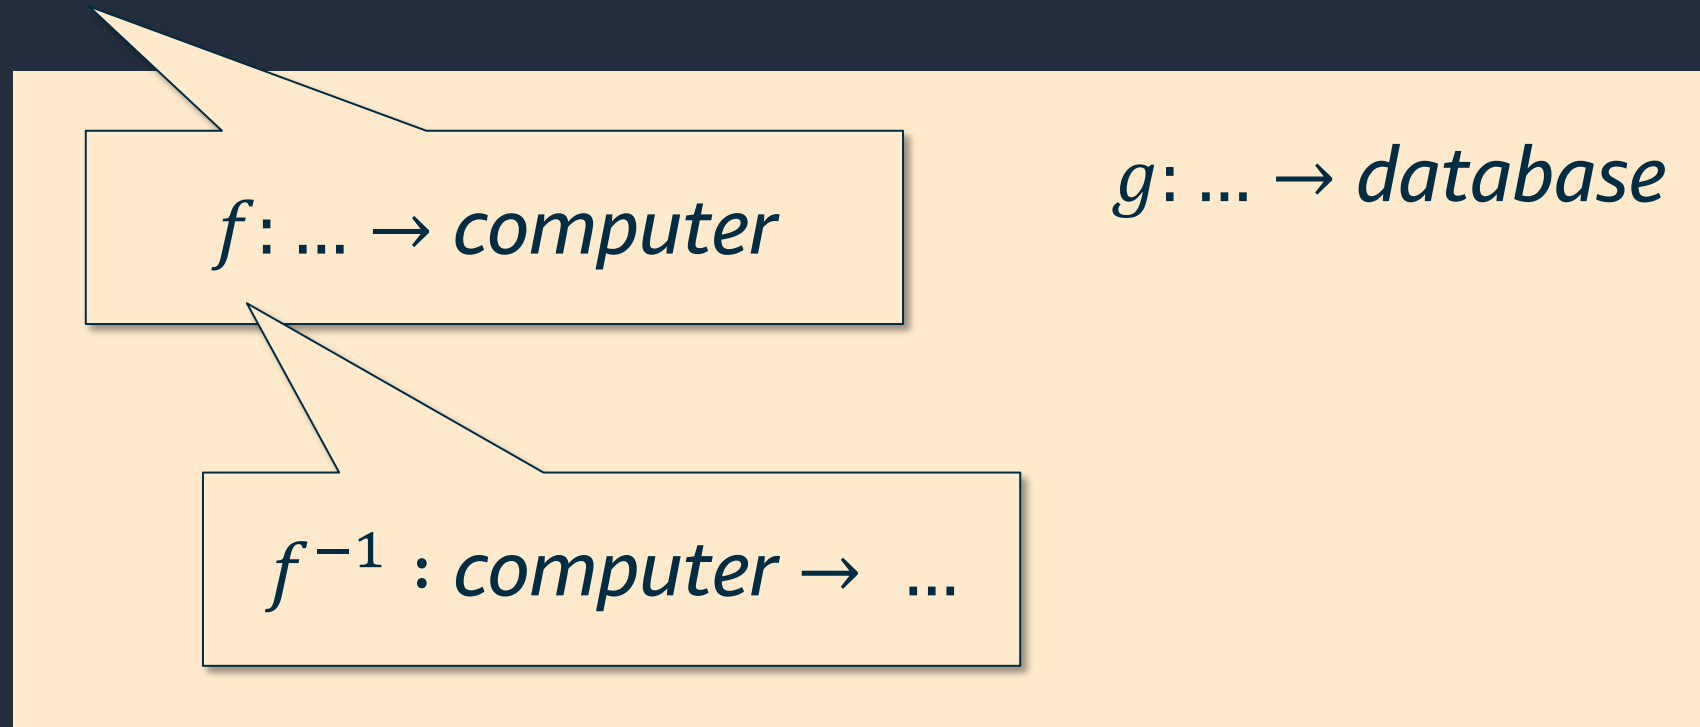 f: ... → computer
g: ... → database
f⁻¹ : computer → ...